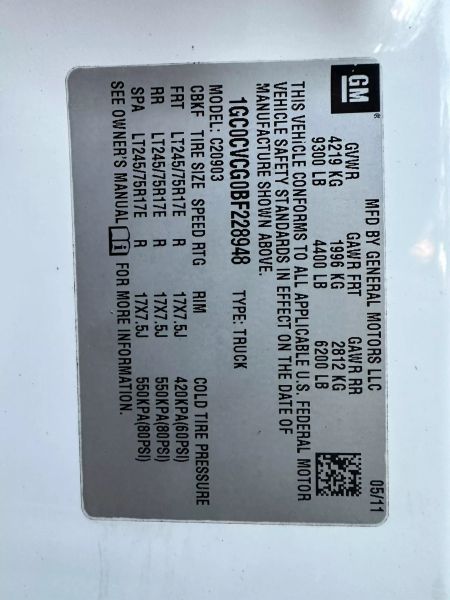 GM®
MFD BY GENERAL MOTORS LLC 05/11
GVWR GAWR FRT GAWR RR
4219 KG 1996 KG 2812 KG
9300 LB 4400 LB 6200 LB
THIS VEHICLE CONFORMS TO ALL APPLICABLE U.S. FEDERAL MOTOR
VEHICLE SAFETY STANDARDS IN EFFECT ON THE DATE OF
MANUFACTURE SHOWN ABOVE.
1GC0CVCG0BF228948 TYPE: TRUCK
MODEL: C20903
CBKF TIRE SIZE SPEED RTG RIM COLD TIRE PRESSURE
FRT LT245/75R17E R 17X7.5J 420KPA(60PSI)
RR LT245/75R17E R 17X7.5J 550KPA(80PSI)
SPA LT245/75R17E R 17X7.5J 550KPA(80PSI)
SEE OWNER'S MANUAL FOR MORE INFORMATION.